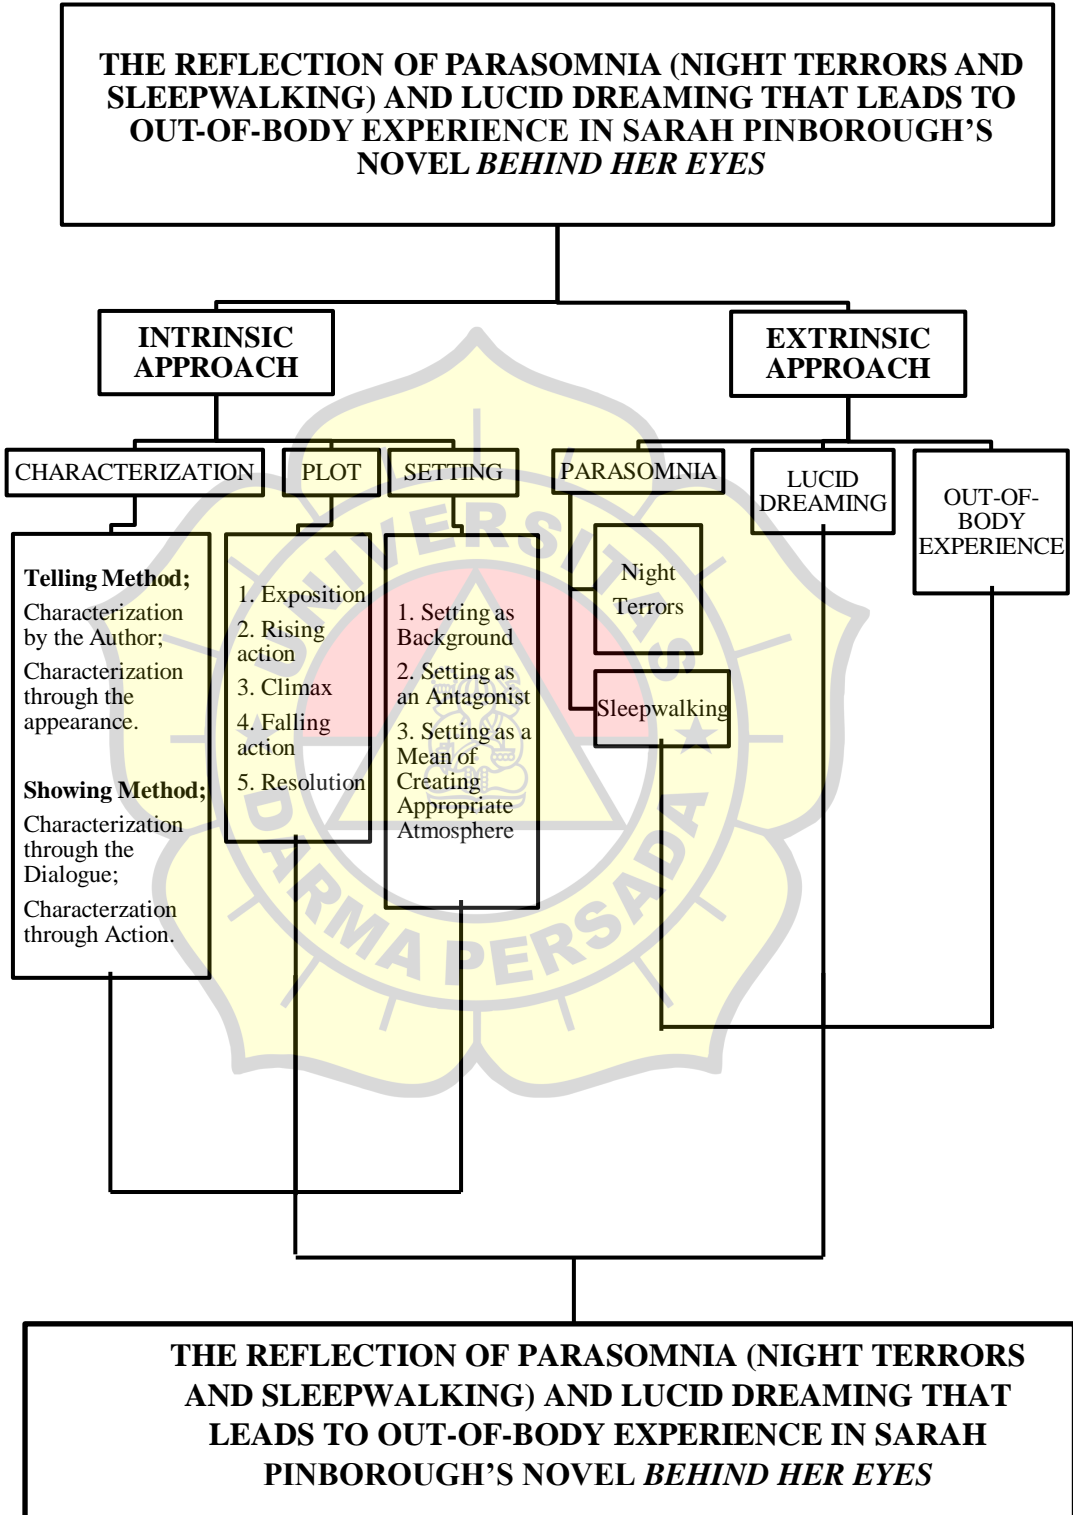 THE REFLECTION OF PARASOMNIA (NIGHT TERRORS AND
SLEEPWALKING) AND LUCID DREAMING THAT LEADS TO
OUT-OF-BODY EXPERIENCE IN SARAH PINBOROUGH’S
NOVEL BEHIND HER EYES
INTRINSIC
APPROACH
EXTRINSIC
APPROACH
CHARACTERIZATION
PLOT
SETTING
PARASOMNIA
LUCID
DREAMING
OUT-OF-
BODY
EXPERIENCE
Telling Method;
Characterization
by the Author;
Characterization
through the
appearance.
Showing Method;
Characterization
through the
Dialogue;
Characterzation
through Action.
1. Exposition
2. Rising
action
3. Climax
4. Falling
action
5. Resolution
1. Setting as
Background
2. Setting as
an Antagonist
3. Setting as a
Mean of
Creating
Appropriate
Atmosphere
Night
Terrors
Sleepwalking
UNIVERSITAS
DARMA PERSADA
THE REFLECTION OF PARASOMNIA (NIGHT TERRORS
AND SLEEPWALKING) AND LUCID DREAMING THAT
LEADS TO OUT-OF-BODY EXPERIENCE IN SARAH
PINBOROUGH’S NOVEL BEHIND HER EYES